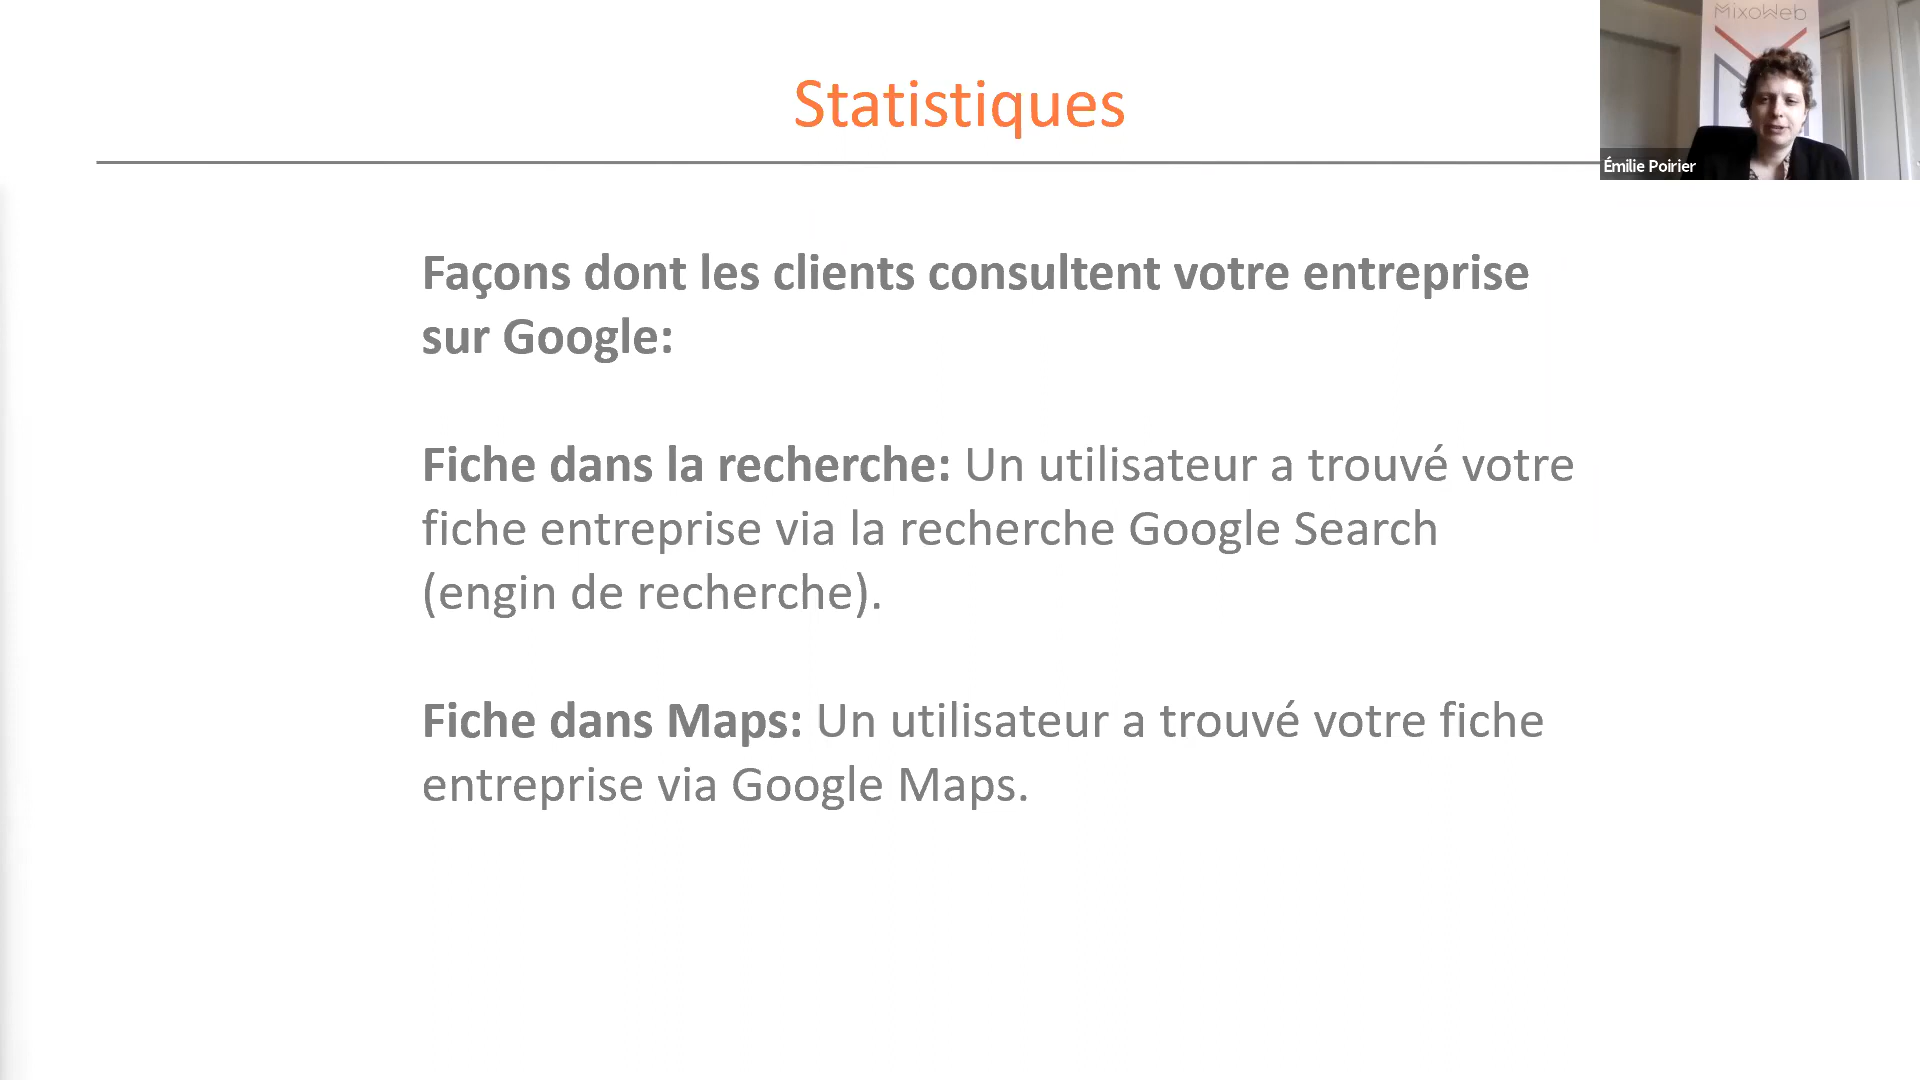 MixoWeb
Statistiques
Émilie Poirier
Façons dont les clients consultent votre entreprise
sur Google:
Fiche dans la recherche: Un utilisateur a trouvé votre
fiche entreprise via la recherche Google Search
(engin de recherche).
Fiche dans Maps: Un utilisateur a trouvé votre fiche
entreprise via Google Maps.